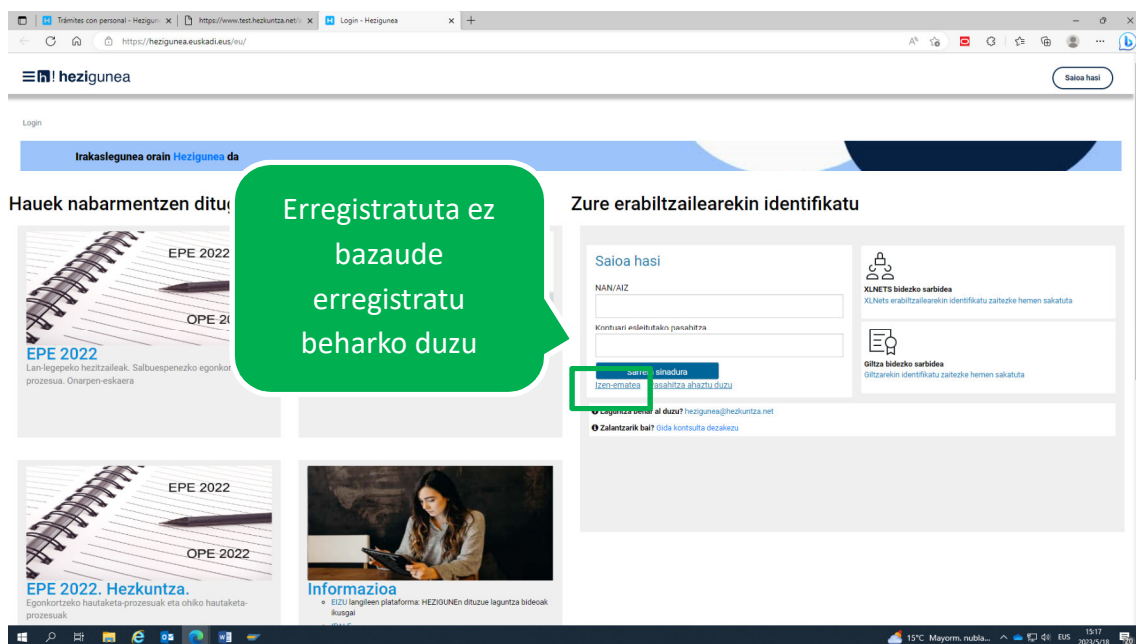 Trámites con personal - Hezigun
https://www.test.hezkuntza.net/
Login - Hezigunea
https://hezigunea.euskadi.eus/eu/
h! hezigunea
Saioa hasi
Login
Irakaslegunea orain Hezigunea da
Hauek nabarmentzen
Zure erabiltzailearekin identifikatu
Erregistratuta ez
bazaude
erregistratu
beharko duzu
EPE 2022
EPE 2022
Lan-legepeko hezitzaileak. Salbuespenezko
prozesua. Onarpen-eskaera
Saioa hasi
NAN/AIZ
Kontuari esleitutako pasahitza
sinadura
Izen-ematea
ahaztu duzu
XLNETS bidezko sarbidea
XLNets erabiltzailearekin identifikatu zaitezke hemen sakatuta
Giltza bidezko sarbidea
Giltzarekin identifikatu zaitezke hemen sakatuta
Laguntza behar al duzu? hezigunea@hezkuntza.net
Zalantzarik bai? Gida kontsulta dezakezu
EPE 2022
OPE 2022
EPE 2022. Hezkuntza.
Egonkortzeko hautaketa-prozesuak eta ohiko hautaketa-
prozesuak
Informazioa
EIZU langileen plataforma: HEZIGUNEn dituzue laguntza bideoak
ikusgai
15°C Mayorm. nubla...
EUS
15:17
2023/5/18